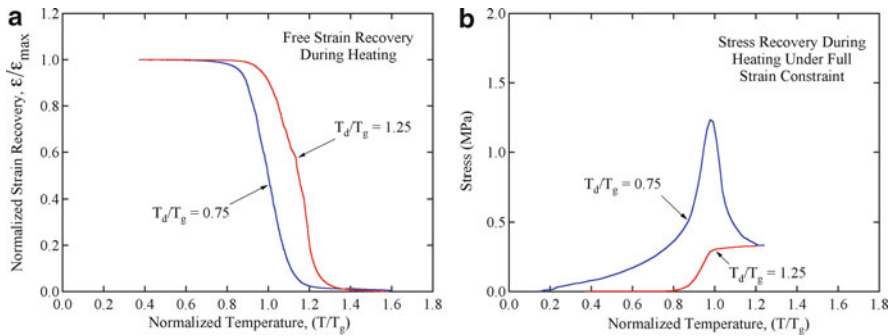 a
Free Strain Recovery
During Heating
Normalized Strain Recovery, ε/εmax
1.2
1.0
0.8
0.6
0.4
0.2
0.0
Td/Tg = 1.25
Td/Tg = 0.75
0.0 0.2 0.4 0.6 0.8 1.0 1.2 1.4 1.6 1.8
Normalized Temperature, (T/Tg)
b
Stress Recovery During
Heating Under Full
Strain Constraint
Stress (MPa)
2.0
1.5
1.0
0.5
0.0
Td/Tg = 0.75
Td/Tg = 1.25
0.0 0.2 0.4 0.6 0.8 1.0 1.2 1.4 1.6 1.8
Normalized Temperature, (T/Tg)